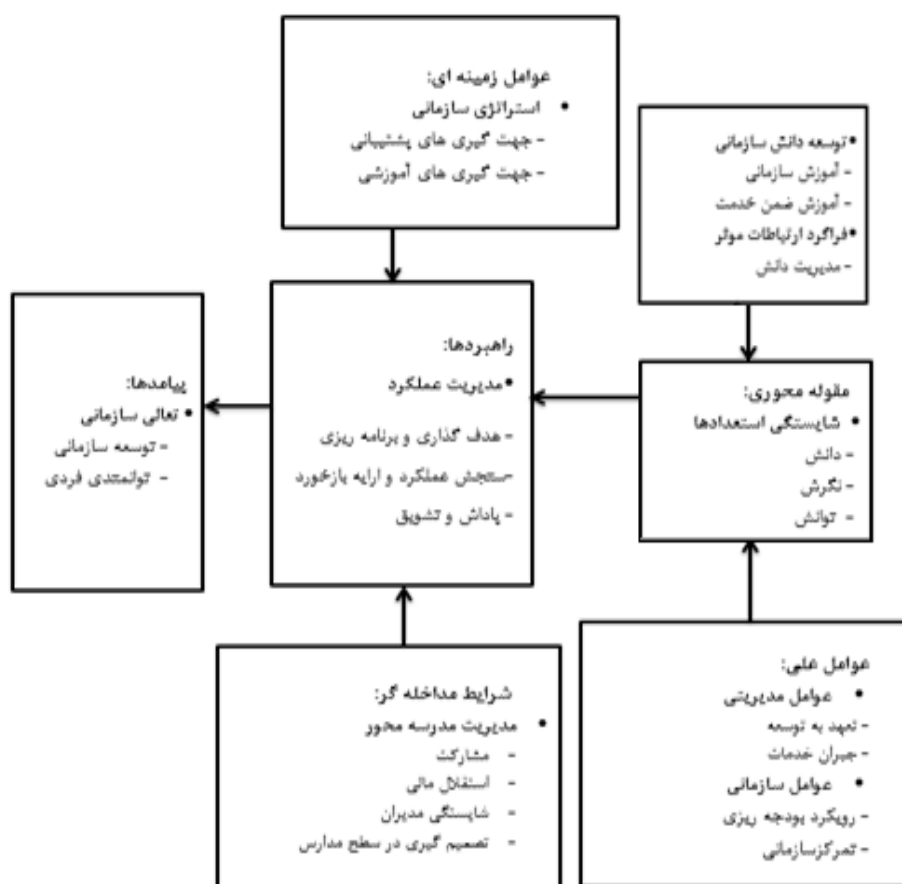 عوامل زمینه ای:
• استراتژی سازمانی
- جهت گیری های پشتیبانی
- جهت گیری های آموزشی
• توسعه دانش سازمانی
- آموزش سازمانی
- آموزش ضمن خدمت
• فراگرد ارتباطات موثر
- مدیریت دانش
مقوله محوری:
• شایستگی استعدادها
- دانش
- نگرش
- توانش
راهبردها:
• مدیریت عملکرد
- هدف گذاری و برنامه ریزی
- سنجش عملکرد و ارایه بازخورد
- پاداش و تشویق
پیامدها:
• تعالی سازمانی
- توسعه سازمانی
- توانمندی فردی
عوامل علی:
• عوامل مدیریتی
- تعهد به توسعه
- جبران خدمات
• عوامل سازمانی
- رویکرد بودجه ریزی
- تمرکزسازمانی
شرایط مداخله گر:
• مدیریت مدرسه محور
- مشارکت
- استقلال مالی
- شایستگی مدیران
- تصمیم گیری در سطح مدارس